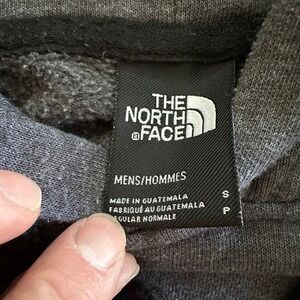 THE
NORTH
FACE
MENS/HOMMES
MADE IN GUATEMALA
FABRIQUÉ AU GUATEMALA
REGULAR NORMALE
S
P